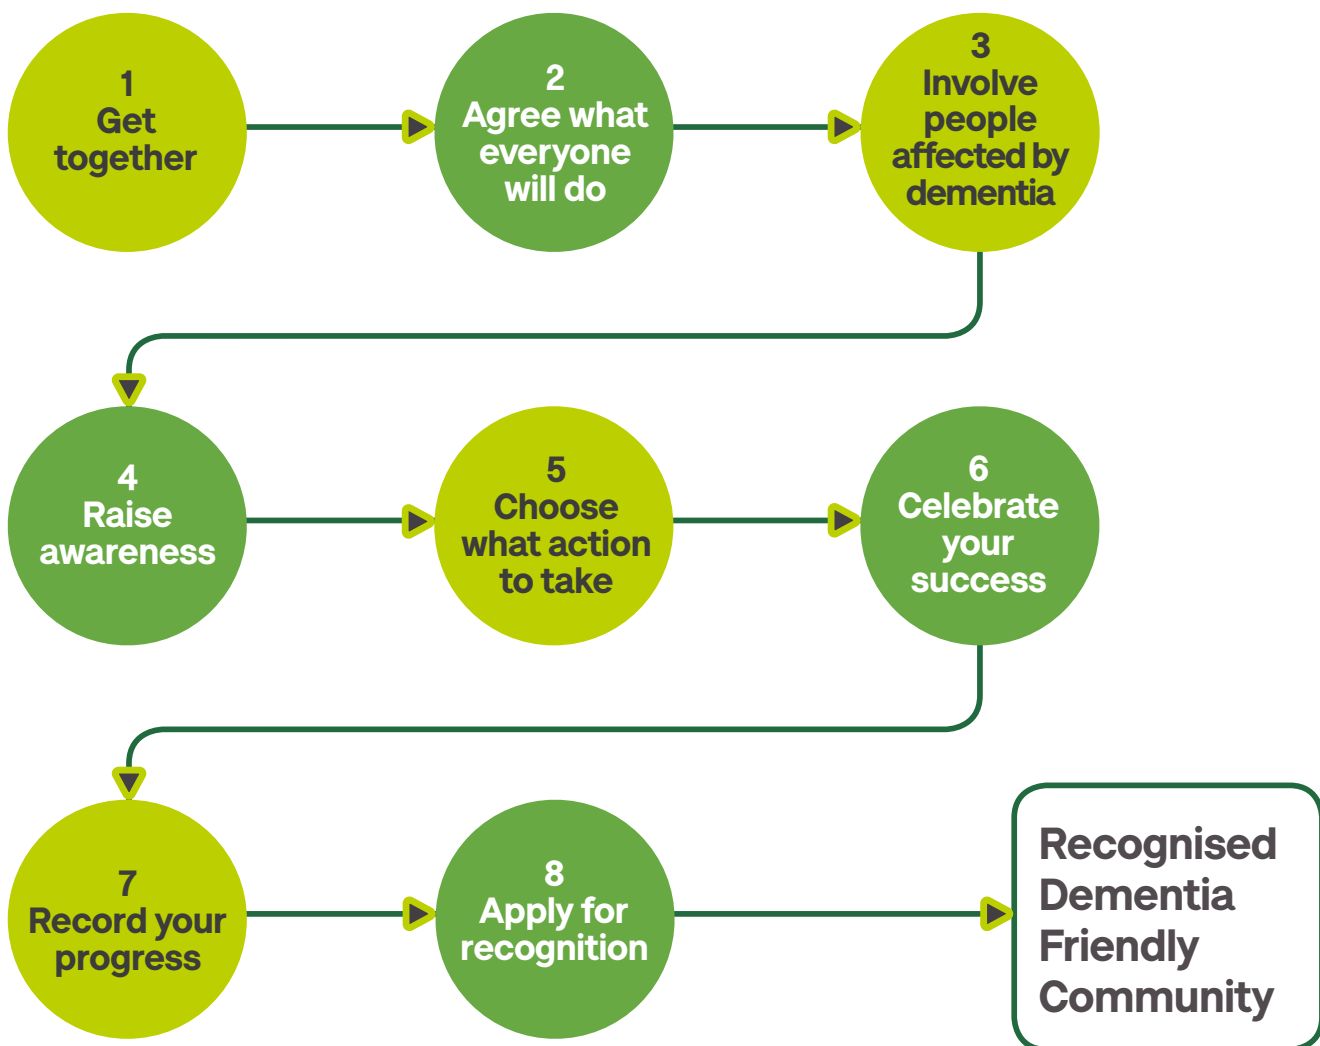 1
Get
together
2
Agree what
everyone
will do
3
Involve
people
affected by
dementia
4
Raise
awareness
5
Choose
what action
to take
6
Celebrate
your
success
7
Record your
progress
8
Apply for
recognition
Recognised
Dementia
Friendly
Community